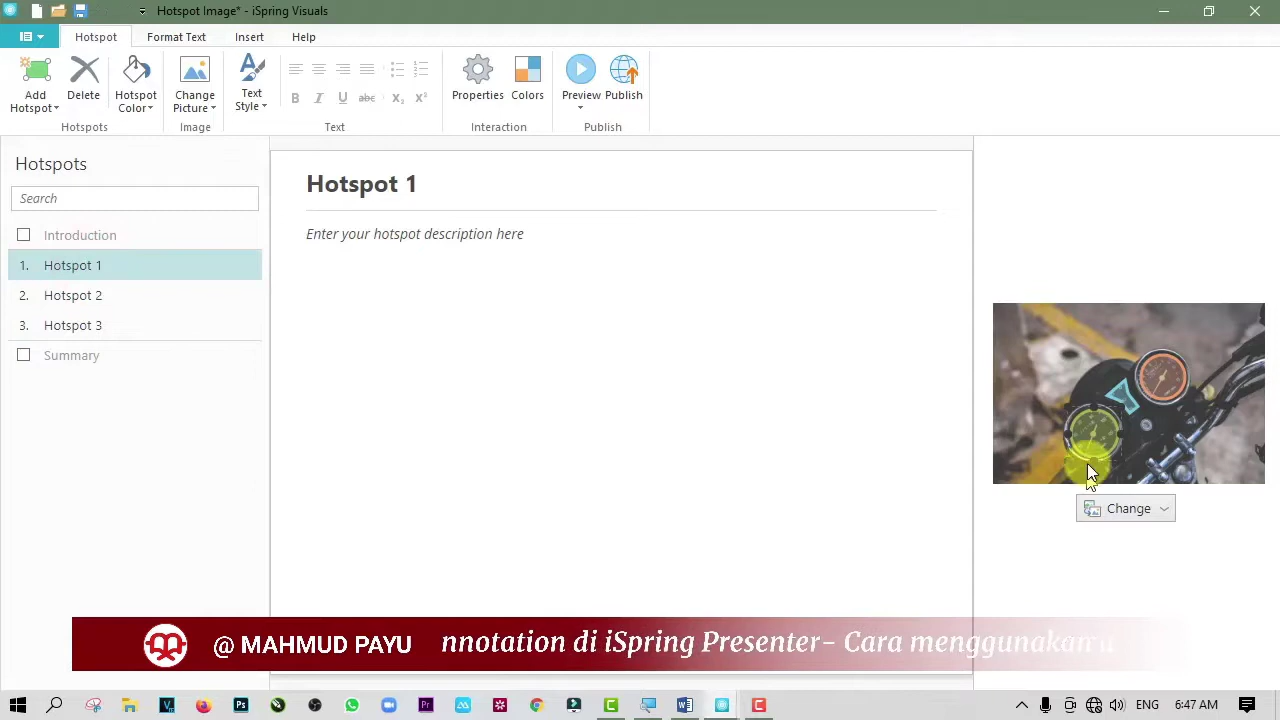 Hotspot Image* - iSpring Visuals
Hotspot
Format Text
Insert
Help
Add
Hotspot
Delete
Hotspot
Color
Change
Picture
Text
Style
B I U abc X₂ X²
Properties
Colors
Preview
Publish
Hotspots
Image
Text
Interaction
Publish
Hotspots
Search
Introduction
1. Hotspot 1
2. Hotspot 2
3. Hotspot 3
Summary
Hotspot 1
Enter your hotspot description here
Change
@ MAHMUD PAYU
nnotation di iSpring Presenter- Cara menggunakan u
ENG
6:47 AM